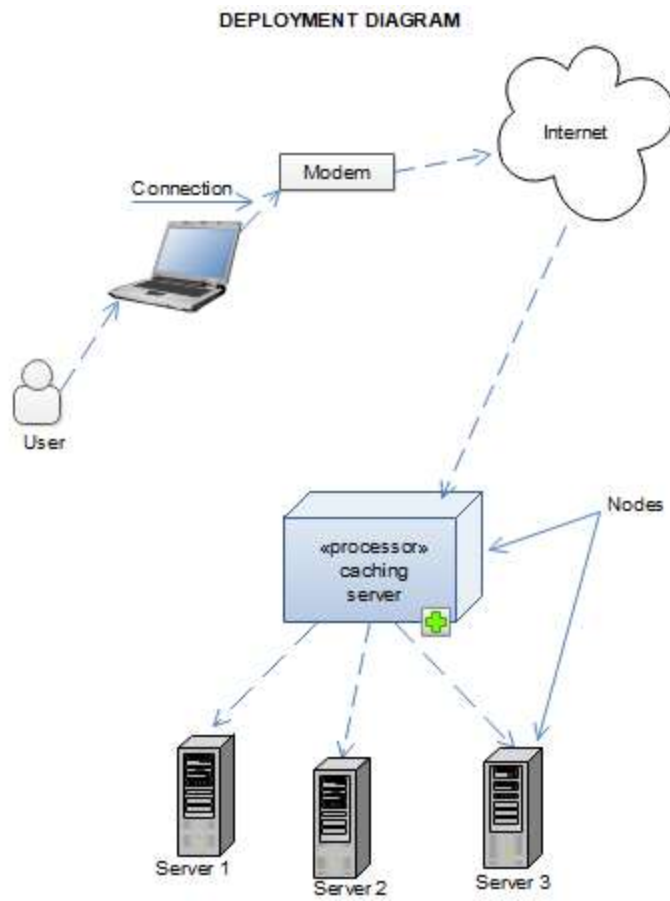 DEPLOYMENT DIAGRAM
Internet
Modem
Connection
User
Nodes
«processor»
caching
server
Server 1
Server 2
Server 3